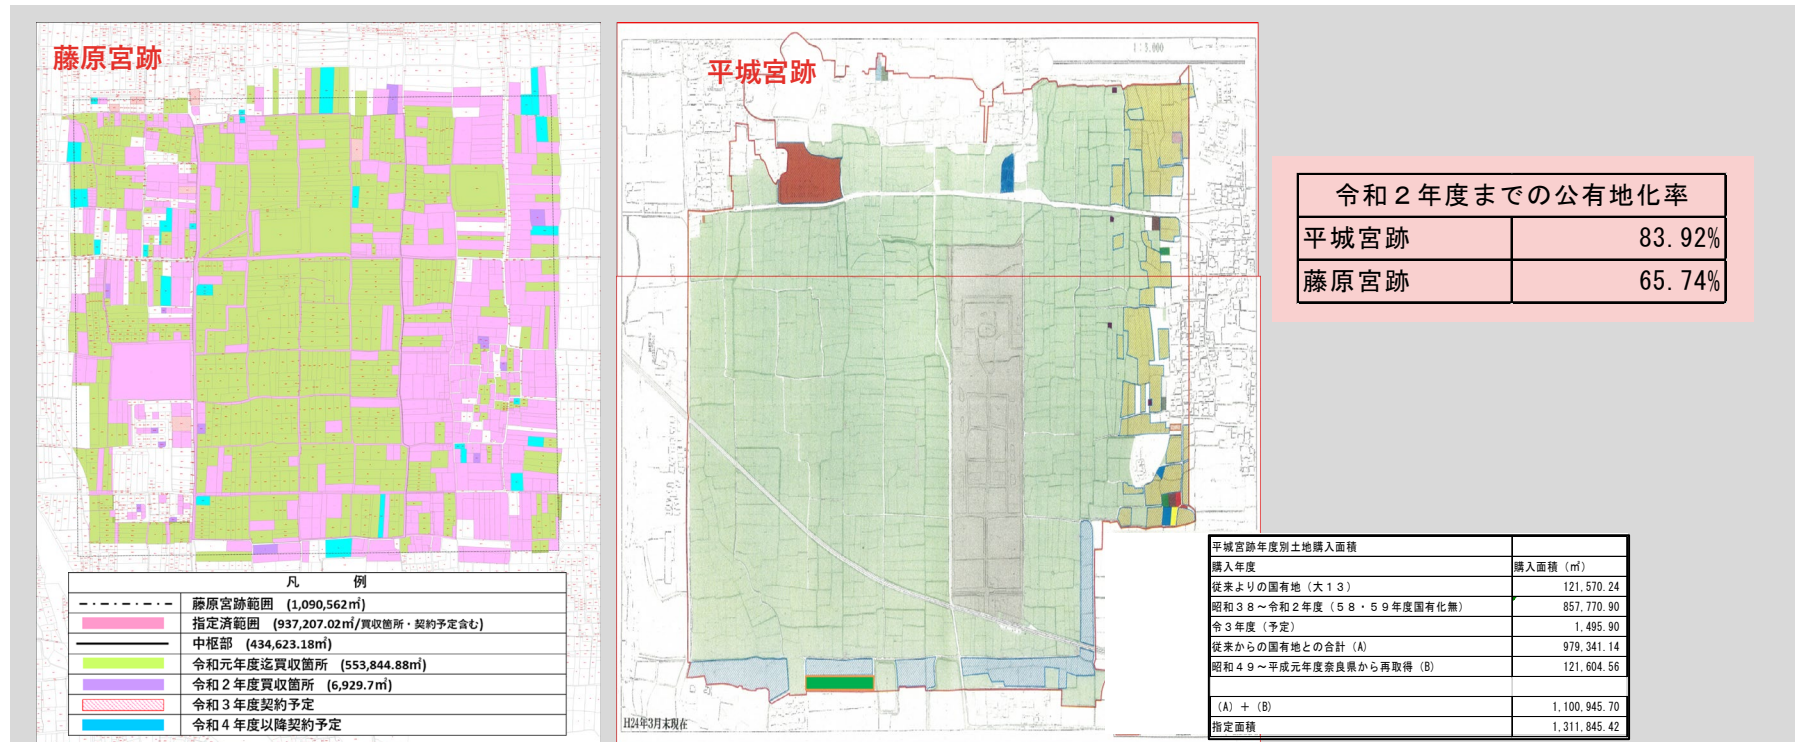 藤原宮跡
凡 例
藤原宮跡範囲 (1,090,562㎡)
指定済範囲 (937,207.02㎡/買収箇所・契約予定含む)
中枢部 (434,623.18㎡)
令和元年度迄買収箇所 (553,844.88㎡)
令和２年度買収箇所 (6,929.7㎡)
令和３年度契約予定
令和４年度以降契約予定
平城宮跡
1:5,000
H24年3月末現在
令和２年度までの公有地化率
平城宮跡 83.92%
藤原宮跡 65.74%
平城宮跡年度別土地購入面積
購入年度 購入面積（㎡）
従来よりの国有地（大１３） 121,570.24
昭和３８～令和２年度（５８・５９年度国有化無） 857,770.90
令３年度（予定） 1,495.90
従来からの国有地との合計（A） 979,341.14
昭和４９～平成元年度奈良県から再取得（B） 121,604.56
（A）＋（B） 1,100,945.70
指定面積 1,311,845.42